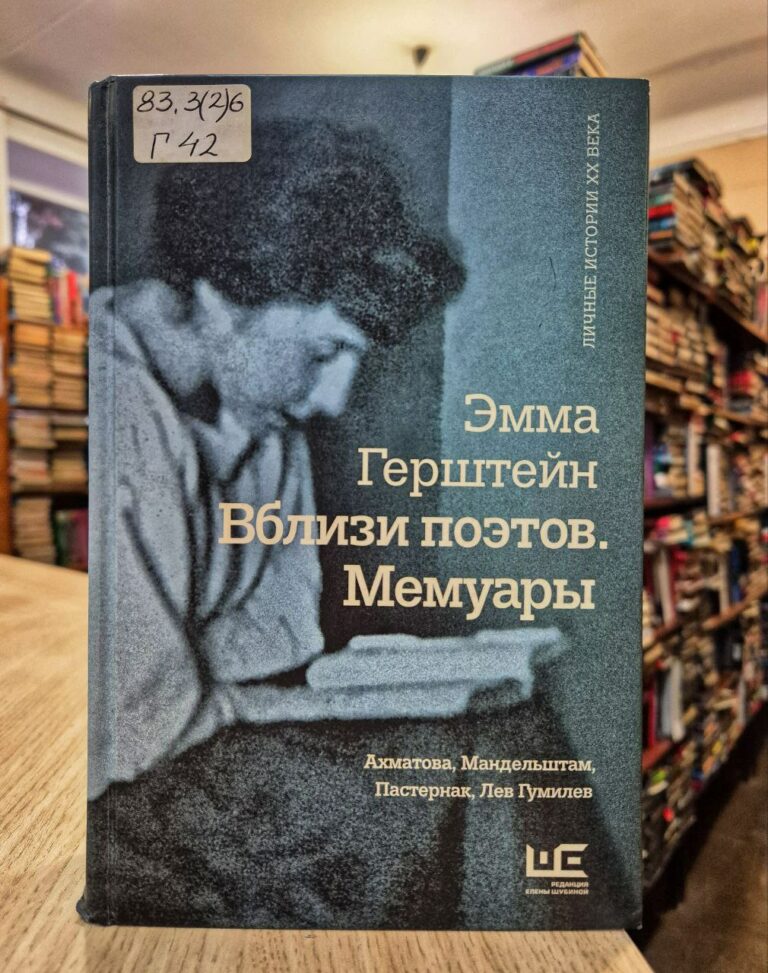 83.3(2)6
Г 42
ЛИЧНЫЕ ИСТОРИИ XX ВЕКА
Эмма
Герштейн
Вблизи поэтов.
Мемуары
Ахматова, Мандельштам,
Пастернак, Лев Гумилев
РЕДАКЦИЯ
ЕЛЕНЫ ШУБИНОЙ